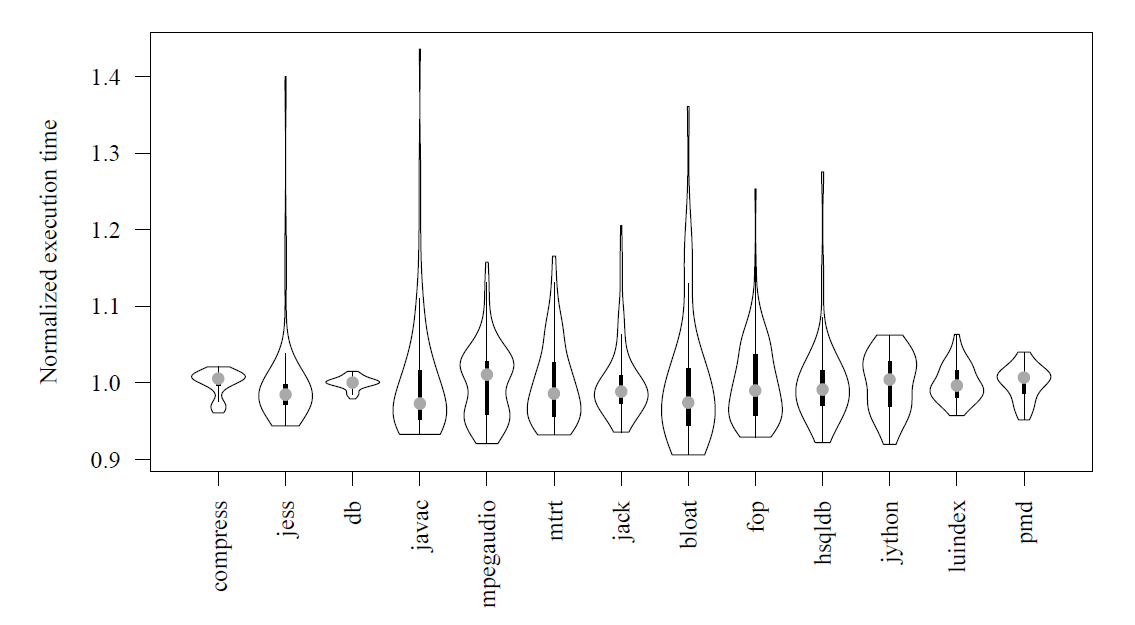 Normalized execution time
1.4
1.3
1.2
1.1
1.0
0.9
compress
jess
db
javac
mpegaudio
mtrt
jack
bloat
fop
hsqldb
jython
luindex
pmd